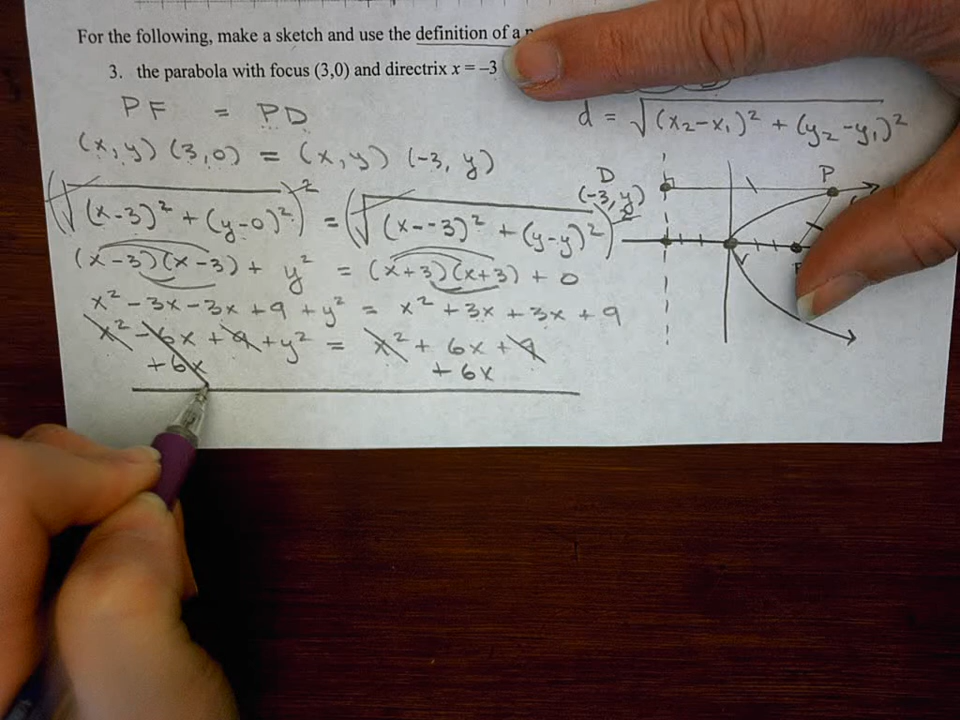 For the following, make a sketch and use the definition of a
3. the parabola with focus (3,0) and directrix x = –3
PF = PD
d = √(x₂-x₁)² + (y₂-y₁)²
(x,y) (3,0) = (x,y) (-3, y)
D
(-3, y)
P
(√(x-3)² + (y-0)²)² = (√(x--3)² + (y-y)²)
V
F
(x-3)(x-3) + y² = (x+3)(x+3) + 0
x² - 3x - 3x + 9 + y² = x² + 3x + 3x + 9
x² - 6x + 9 + y² = x² + 6x + 9
+ 6x + 6x